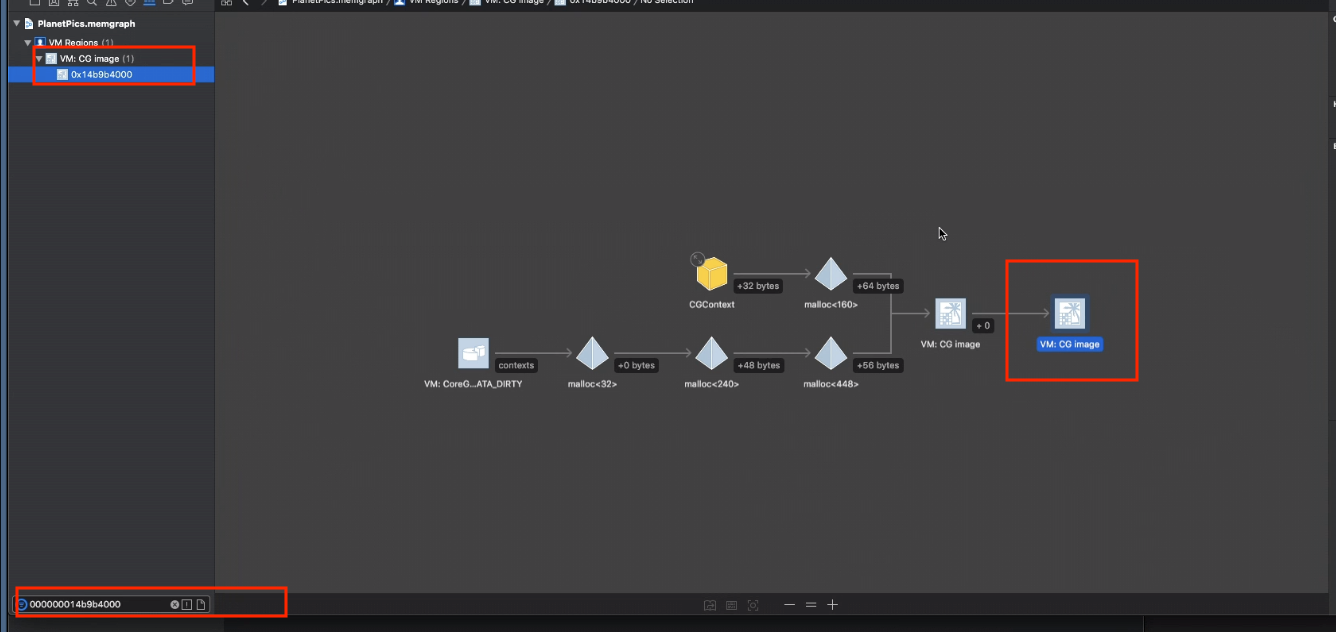 PlanetPics.memgraph / VM Regions / VM: CG image / 0x14b9b4000 / No Selection
PlanetPics.memgraph
VM Regions (1)
VM: CG image (1)
0x14b9b4000
+32 bytes
+64 bytes
CGContext
malloc<160>
+ 0
VM: CG image
VM: CG image
contexts
+0 bytes
+48 bytes
+56 bytes
VM: CoreG...ATA_DIRTY
malloc<32>
malloc<240>
malloc<448>
000000014b9b4000